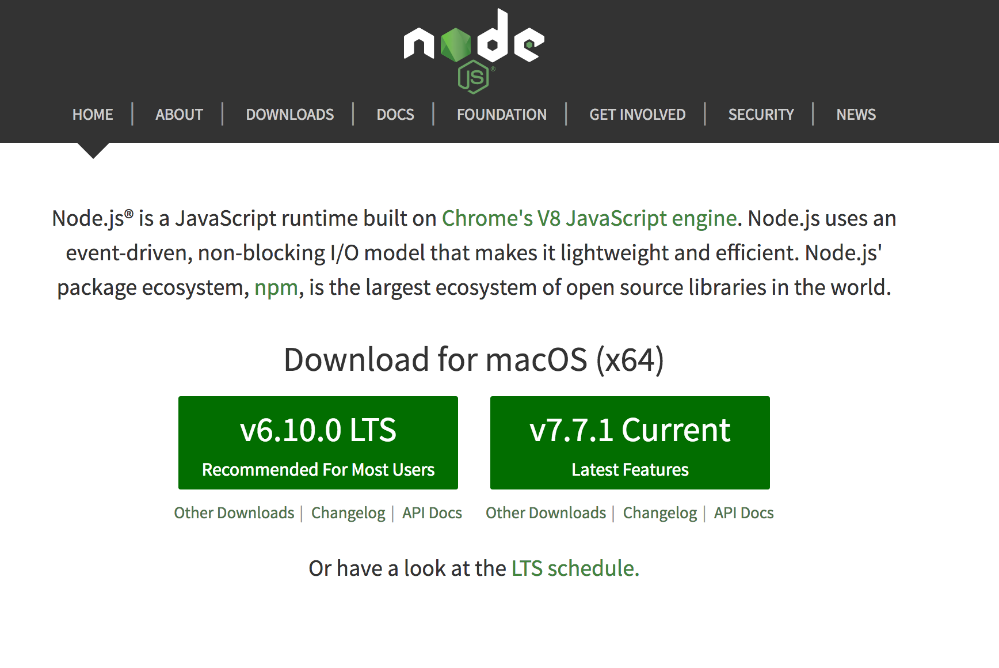 node
JS®
HOME | ABOUT | DOWNLOADS | DOCS | FOUNDATION | GET INVOLVED | SECURITY | NEWS
Node.js® is a JavaScript runtime built on Chrome's V8 JavaScript engine. Node.js uses an
event-driven, non-blocking I/O model that makes it lightweight and efficient. Node.js'
package ecosystem, npm, is the largest ecosystem of open source libraries in the world.
Download for macOS (x64)
v6.10.0 LTS
Recommended For Most Users
v7.7.1 Current
Latest Features
Other Downloads | Changelog | API Docs
Other Downloads | Changelog | API Docs
Or have a look at the LTS schedule.